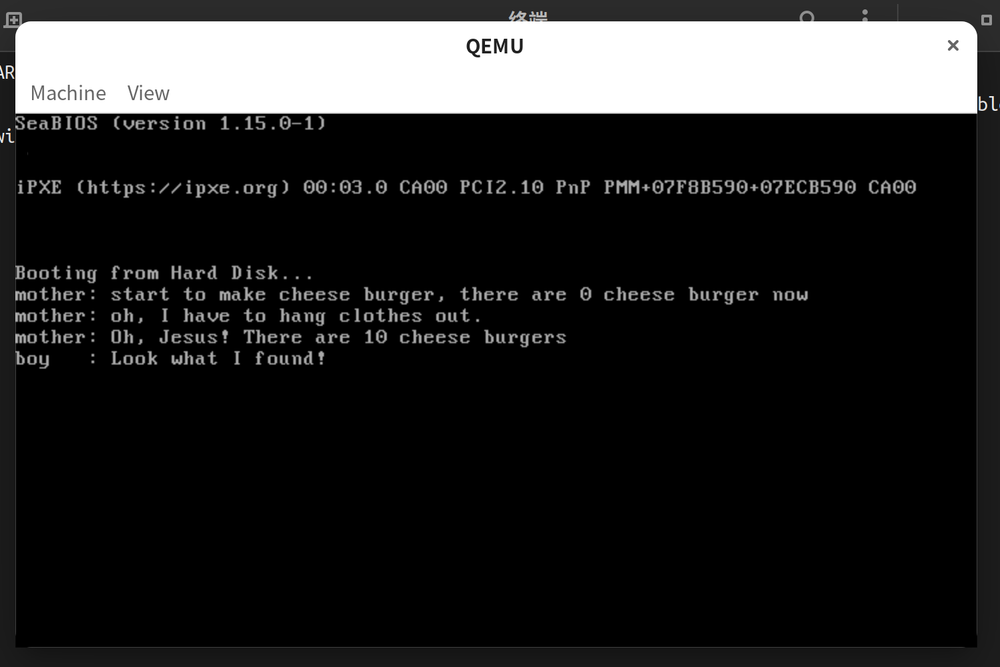 终端
QEMU
Machine View
AR
SeaBIOS (version 1.15.0-1)
iPXE (https://ipxe.org) 00:03.0 CA00 PCI2.10 PnP PMM+07F8B590+07ECB590 CA00
Booting from Hard Disk...
mother: start to make cheese burger, there are 0 cheese burger now
mother: oh, I have to hang clothes out.
mother: Oh, Jesus! There are 10 cheese burgers
boy   : Look what I found!